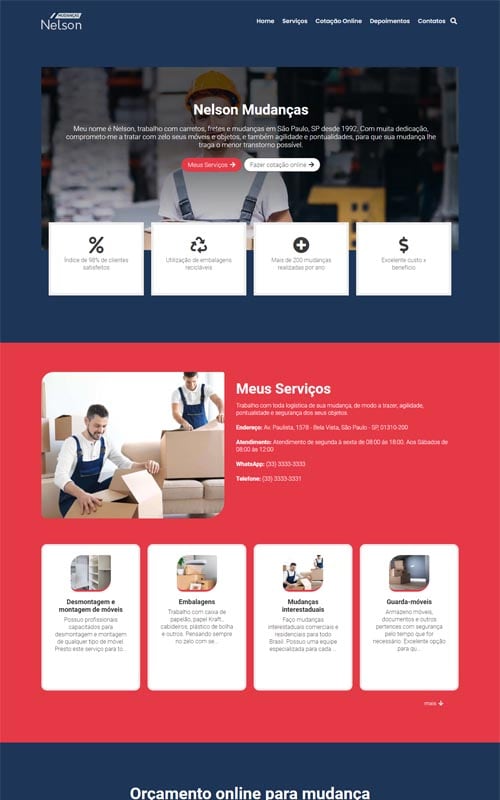 MUDANÇAS
Nelson
Home Serviços Cotação Online Depoimentos Contatos
Nelson Mudanças
Meu nome é Nelson, trabalho com carretos, fretes e mudanças em São Paulo, SP desde 1992. Com muita dedicação,
comprometo-me a tratar com zelo seus móveis e objetos, e também agilidade e pontualidades, para que sua mudança lhe
traga o menor transtorno possível.
Meus Serviços
Fazer cotação online
Índice de 98% de clientes
satisfeitos
Utilização de embalagens
recicláveis
Mais de 200 mudanças
realizadas por ano
Excelente custo x
benefício
Meus Serviços
Trabalho com toda logística de sua mudança, de modo a trazer, agilidade,
pontualidade e segurança dos seus objetos.
Endereço: Av. Paulista, 1578 - Bela Vista, São Paulo - SP, 01310-200
Atendimento: Atendimento de segunda à sexta de 08:00 às 18:00. Aos Sábados de
08:00 às 12:00
WhatsApp: (33) 3333-3333
Telefone: (33) 3333-3331
Desmontagem e
montagem de móveis
Possuo profissionais
capacitados para
desmontagem e montagem
de qualquer tipo de móvel.
Presto este serviço para to...
Embalagens
Trabalho com caixa de
papelão, papel Kraft,
cabideiros, plástico de bolha
e outros. Pensando sempre
no zelo com se ...
Mudanças
interestaduais
Faço mudanças
interestaduais comerciais e
residenciais para todo
Brasil. Possuo uma equipe
especializada para cada ...
Guarda-móveis
Armazeno móveis,
documentos e outros
pertences com segurança
pelo tempo que for
necessário. Excelente opção
para qu...
mais
Orçamento online para mudança